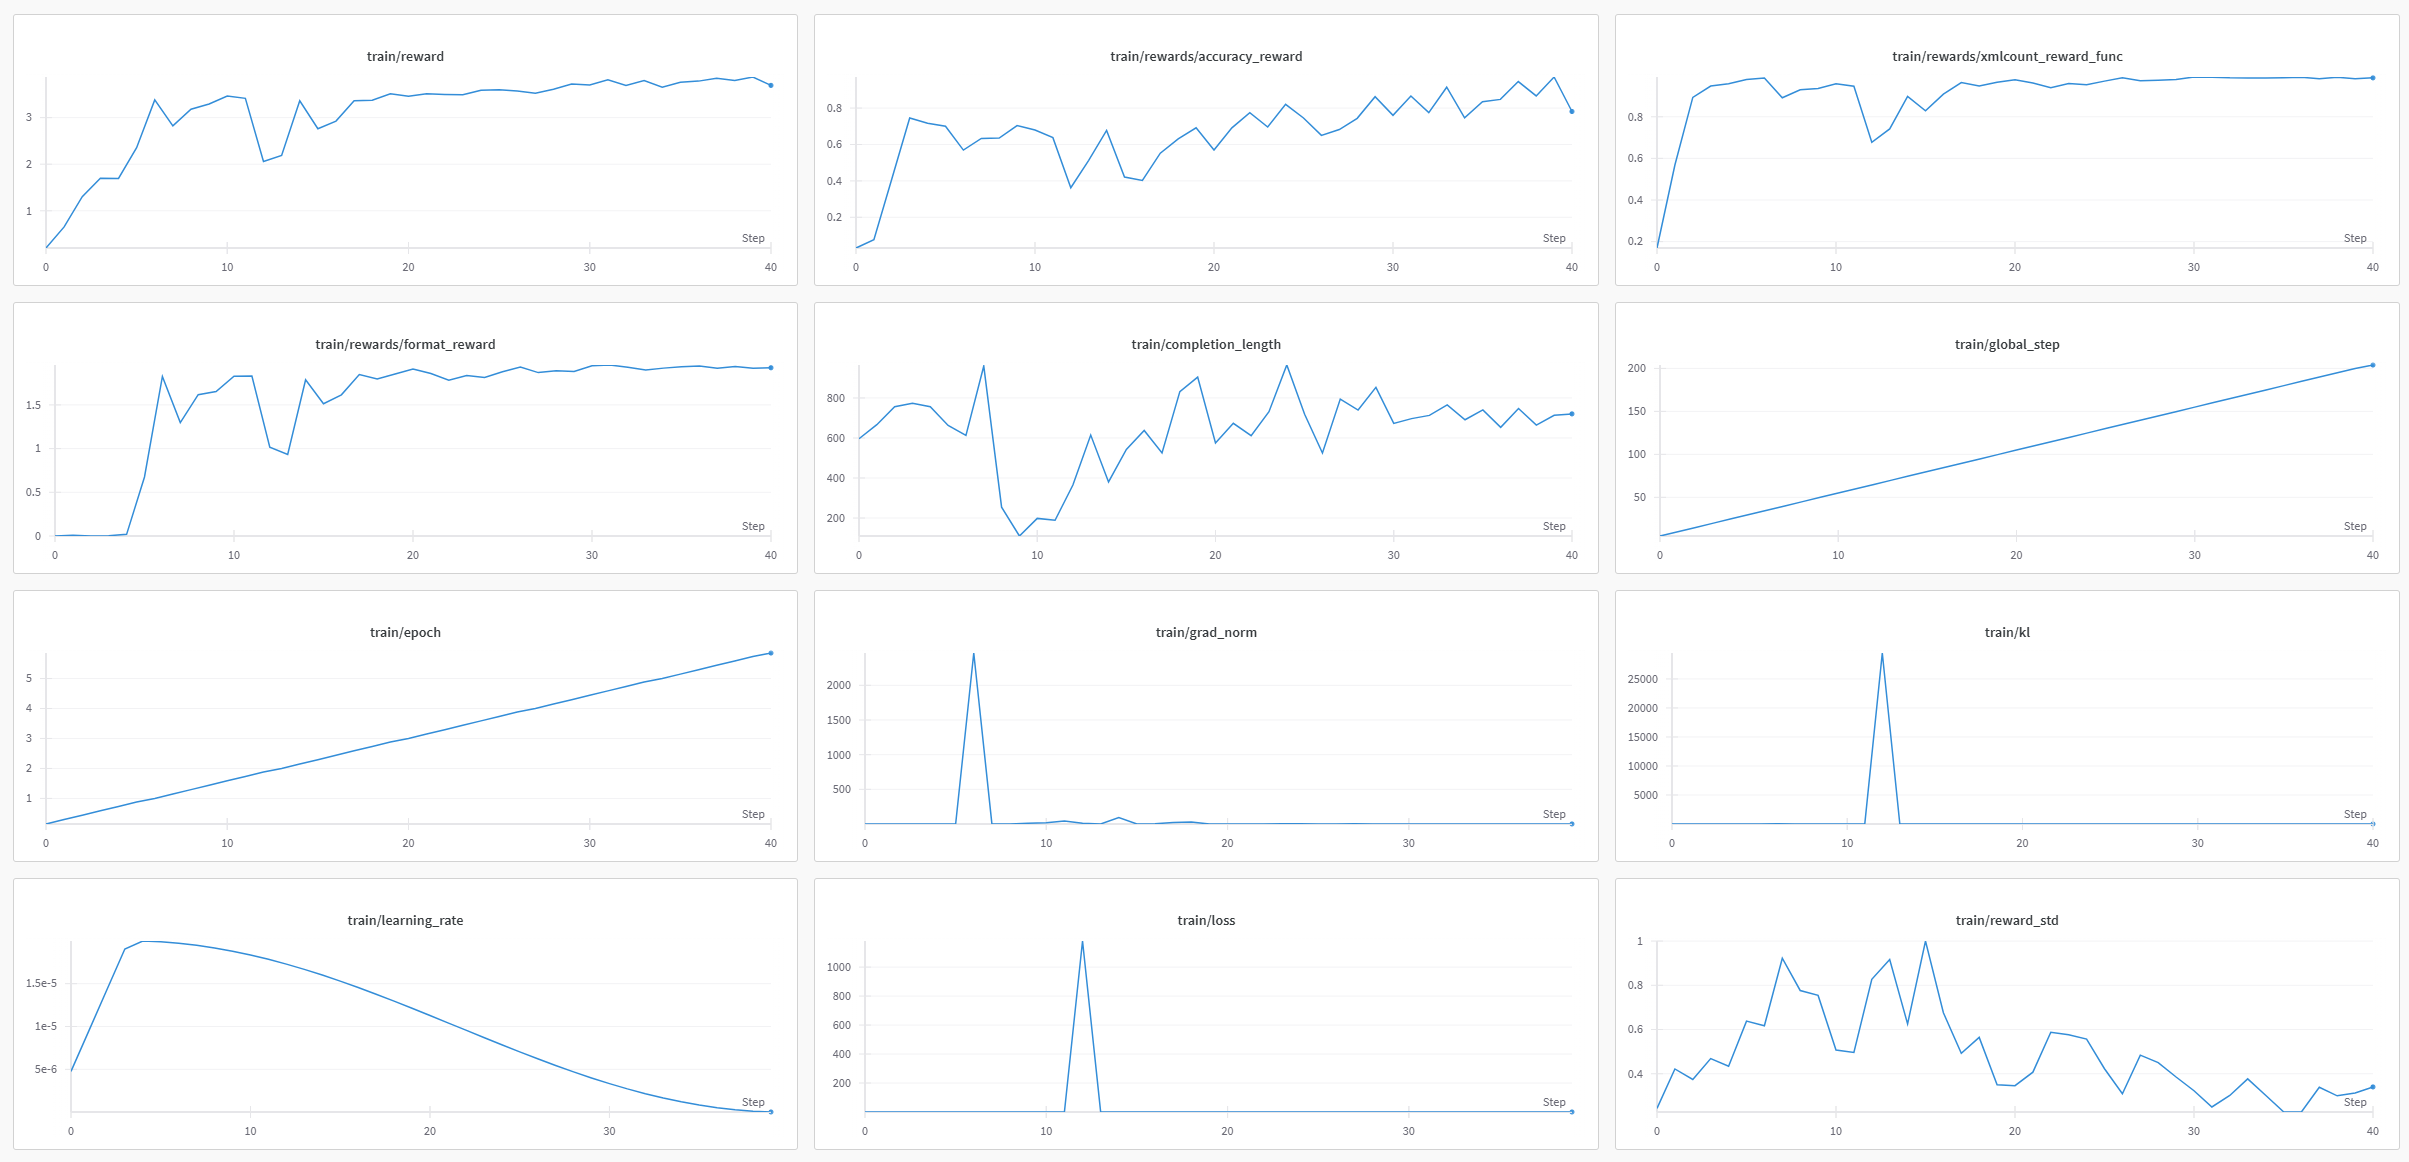 train/reward
3
2
1
Step
0 10 20 30 40
train/rewards/accuracy_reward
0.8
0.6
0.4
0.2
Step
0 10 20 30 40
train/rewards/xmlcount_reward_func
0.8
0.6
0.4
0.2
Step
0 10 20 30 40
train/rewards/format_reward
1.5
1
0.5
0
Step
0 10 20 30 40
train/completion_length
800
600
400
200
Step
0 10 20 30 40
train/global_step
200
150
100
50
Step
0 10 20 30 40
train/epoch
5
4
3
2
1
Step
0 10 20 30 40
train/grad_norm
2000
1500
1000
500
Step
0 10 20 30
train/kl
25000
20000
15000
10000
5000
Step
0 10 20 30 40
train/learning_rate
1.5e-5
1e-5
5e-6
Step
0 10 20 30
train/loss
1000
800
600
400
200
Step
0 10 20 30
train/reward_std
1
0.8
0.6
0.4
Step
0 10 20 30 40